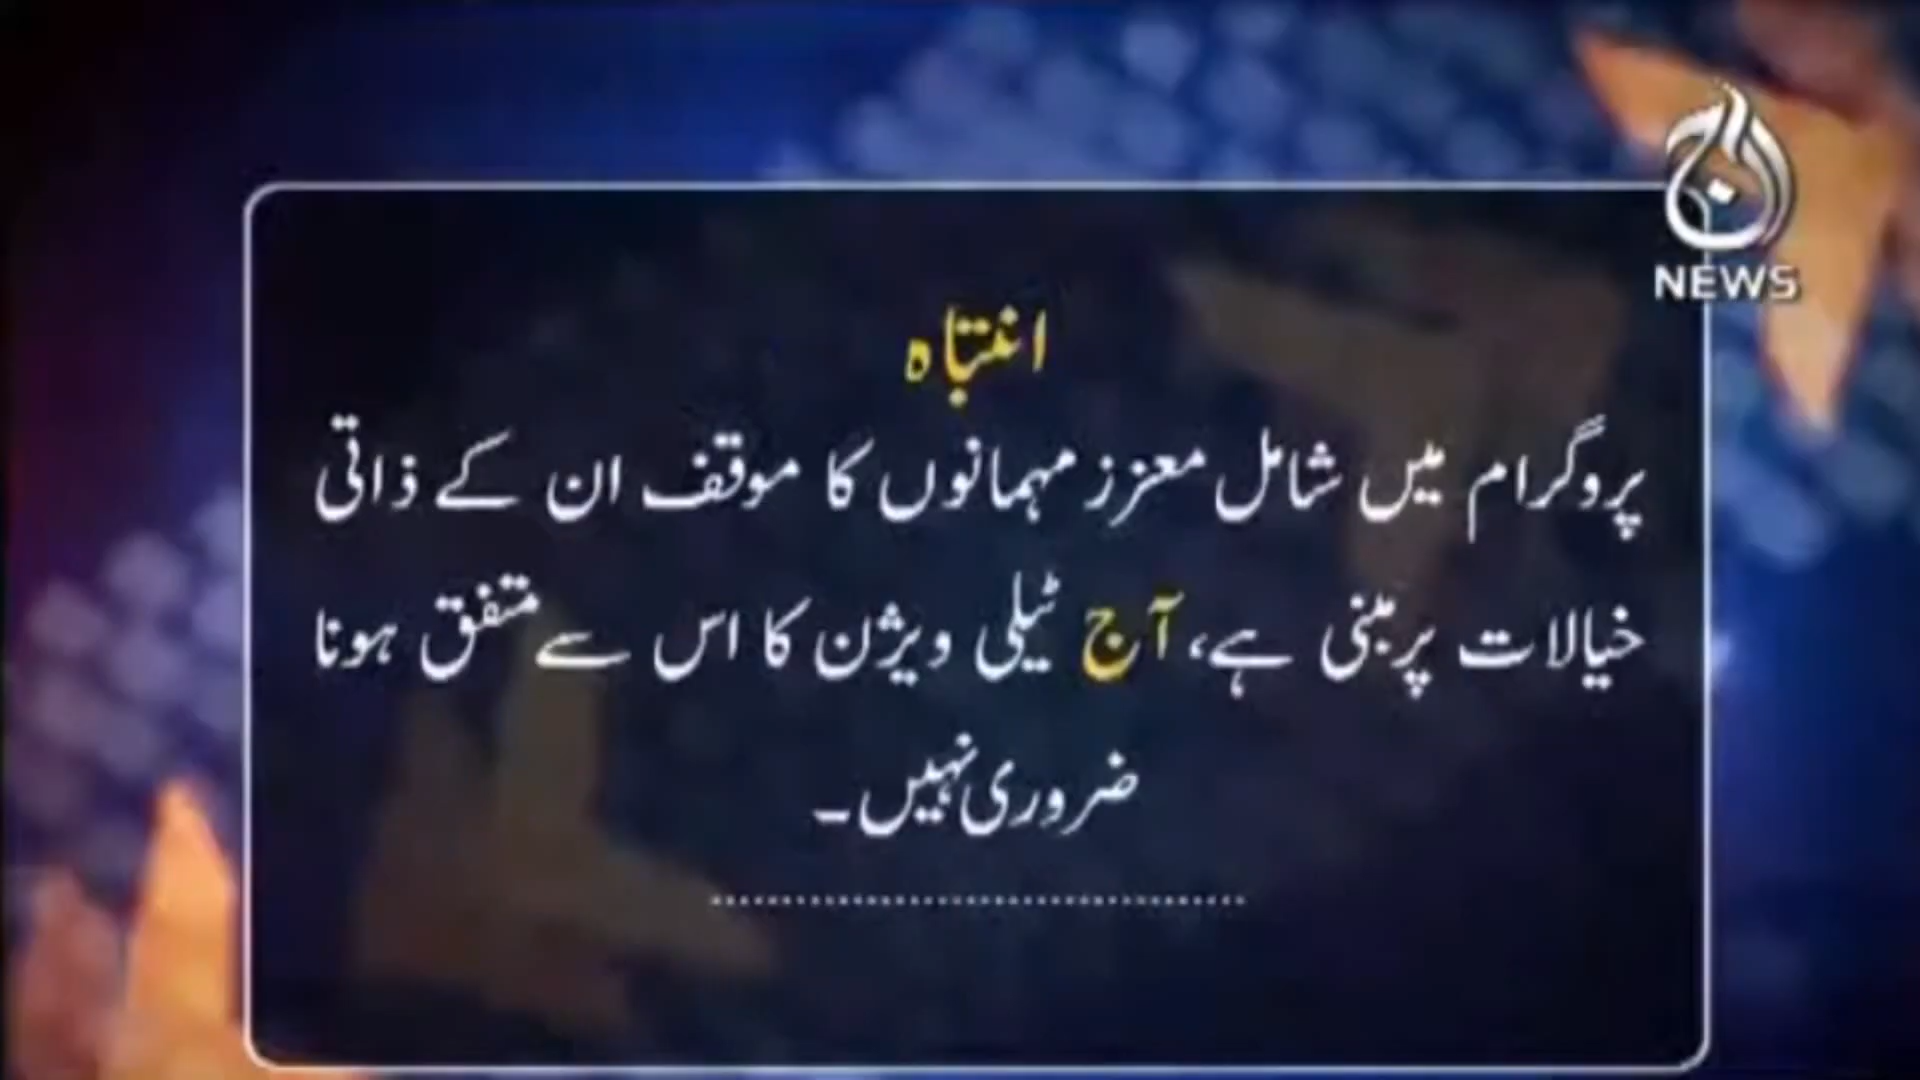 آج
NEWS
انتباہ
پروگرام میں شامل معزز مہمانوں کا موقف ان کے ذاتی
خیالات پر مبنی ہے، آج ٹیلی ویژن کا اس سے متفق ہونا
ضروری نہیں۔